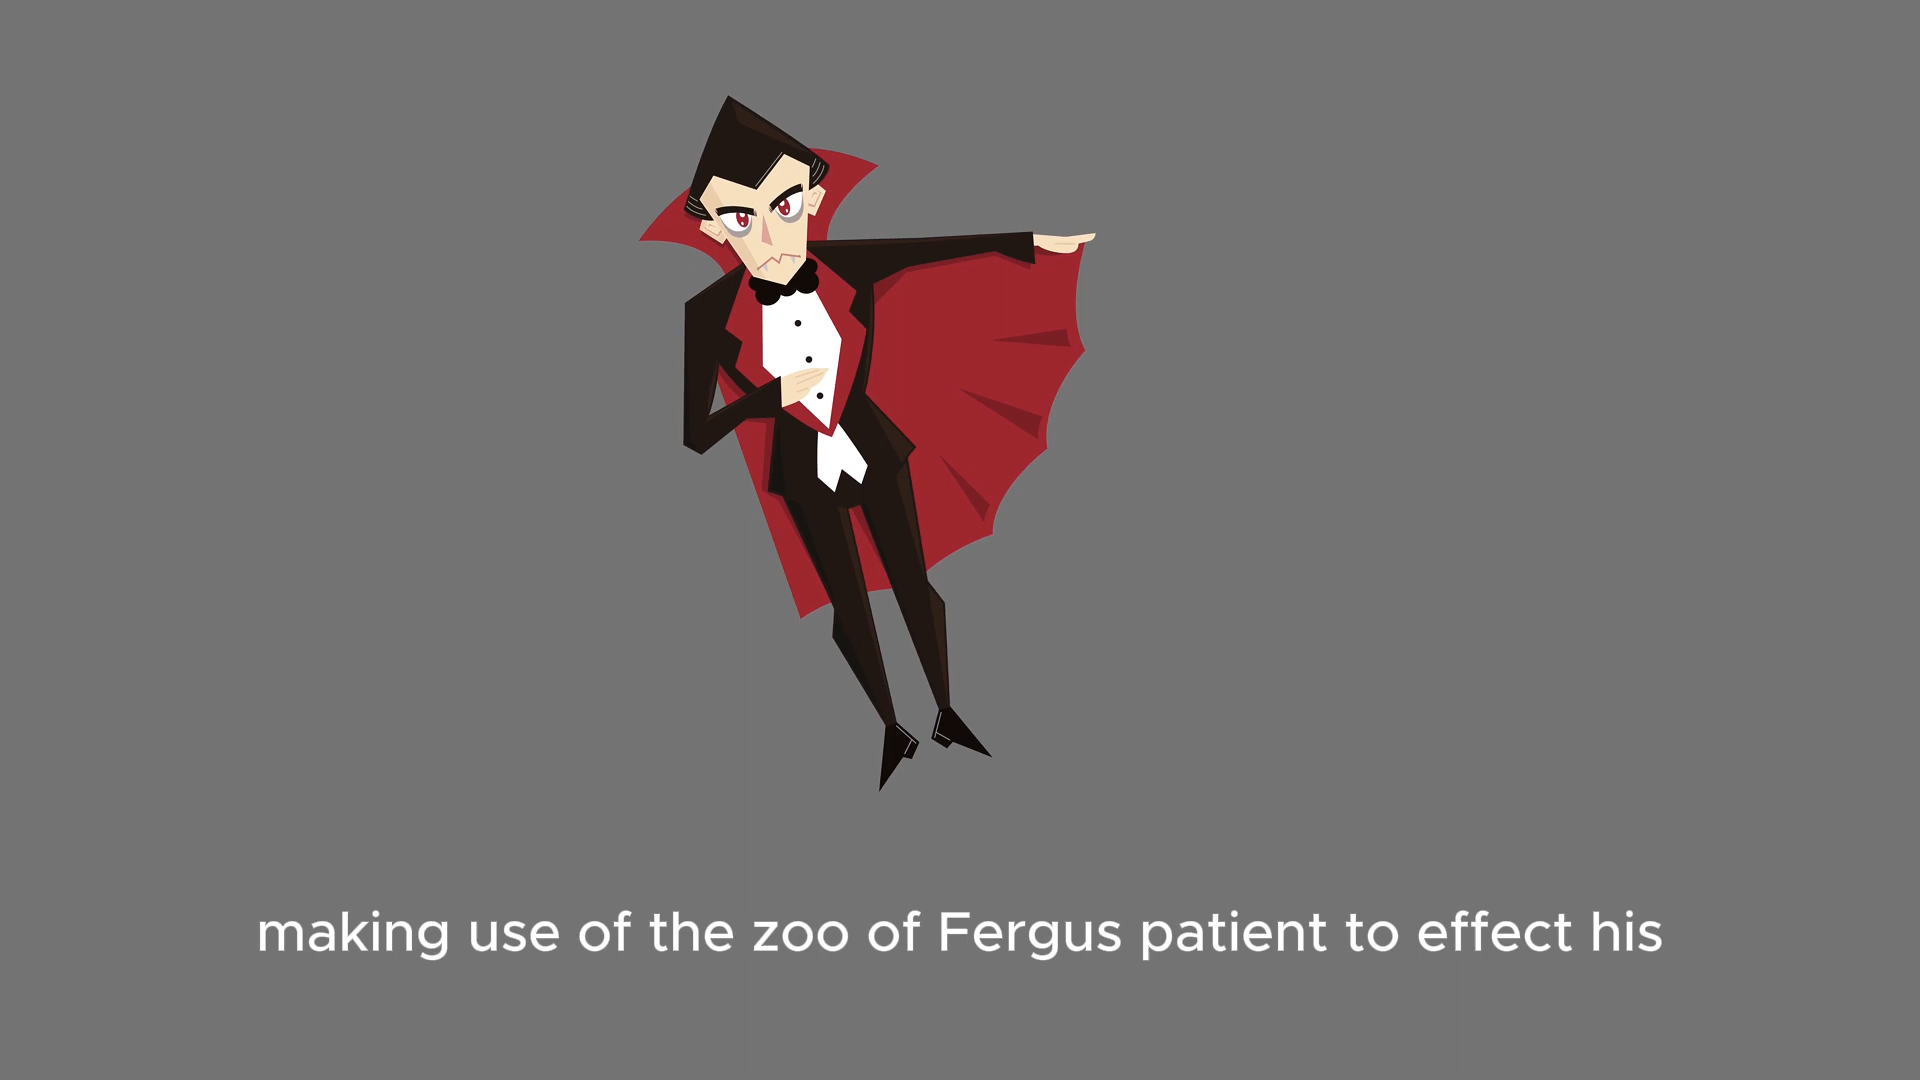 making use of the zoo of Fergus patient to effect his